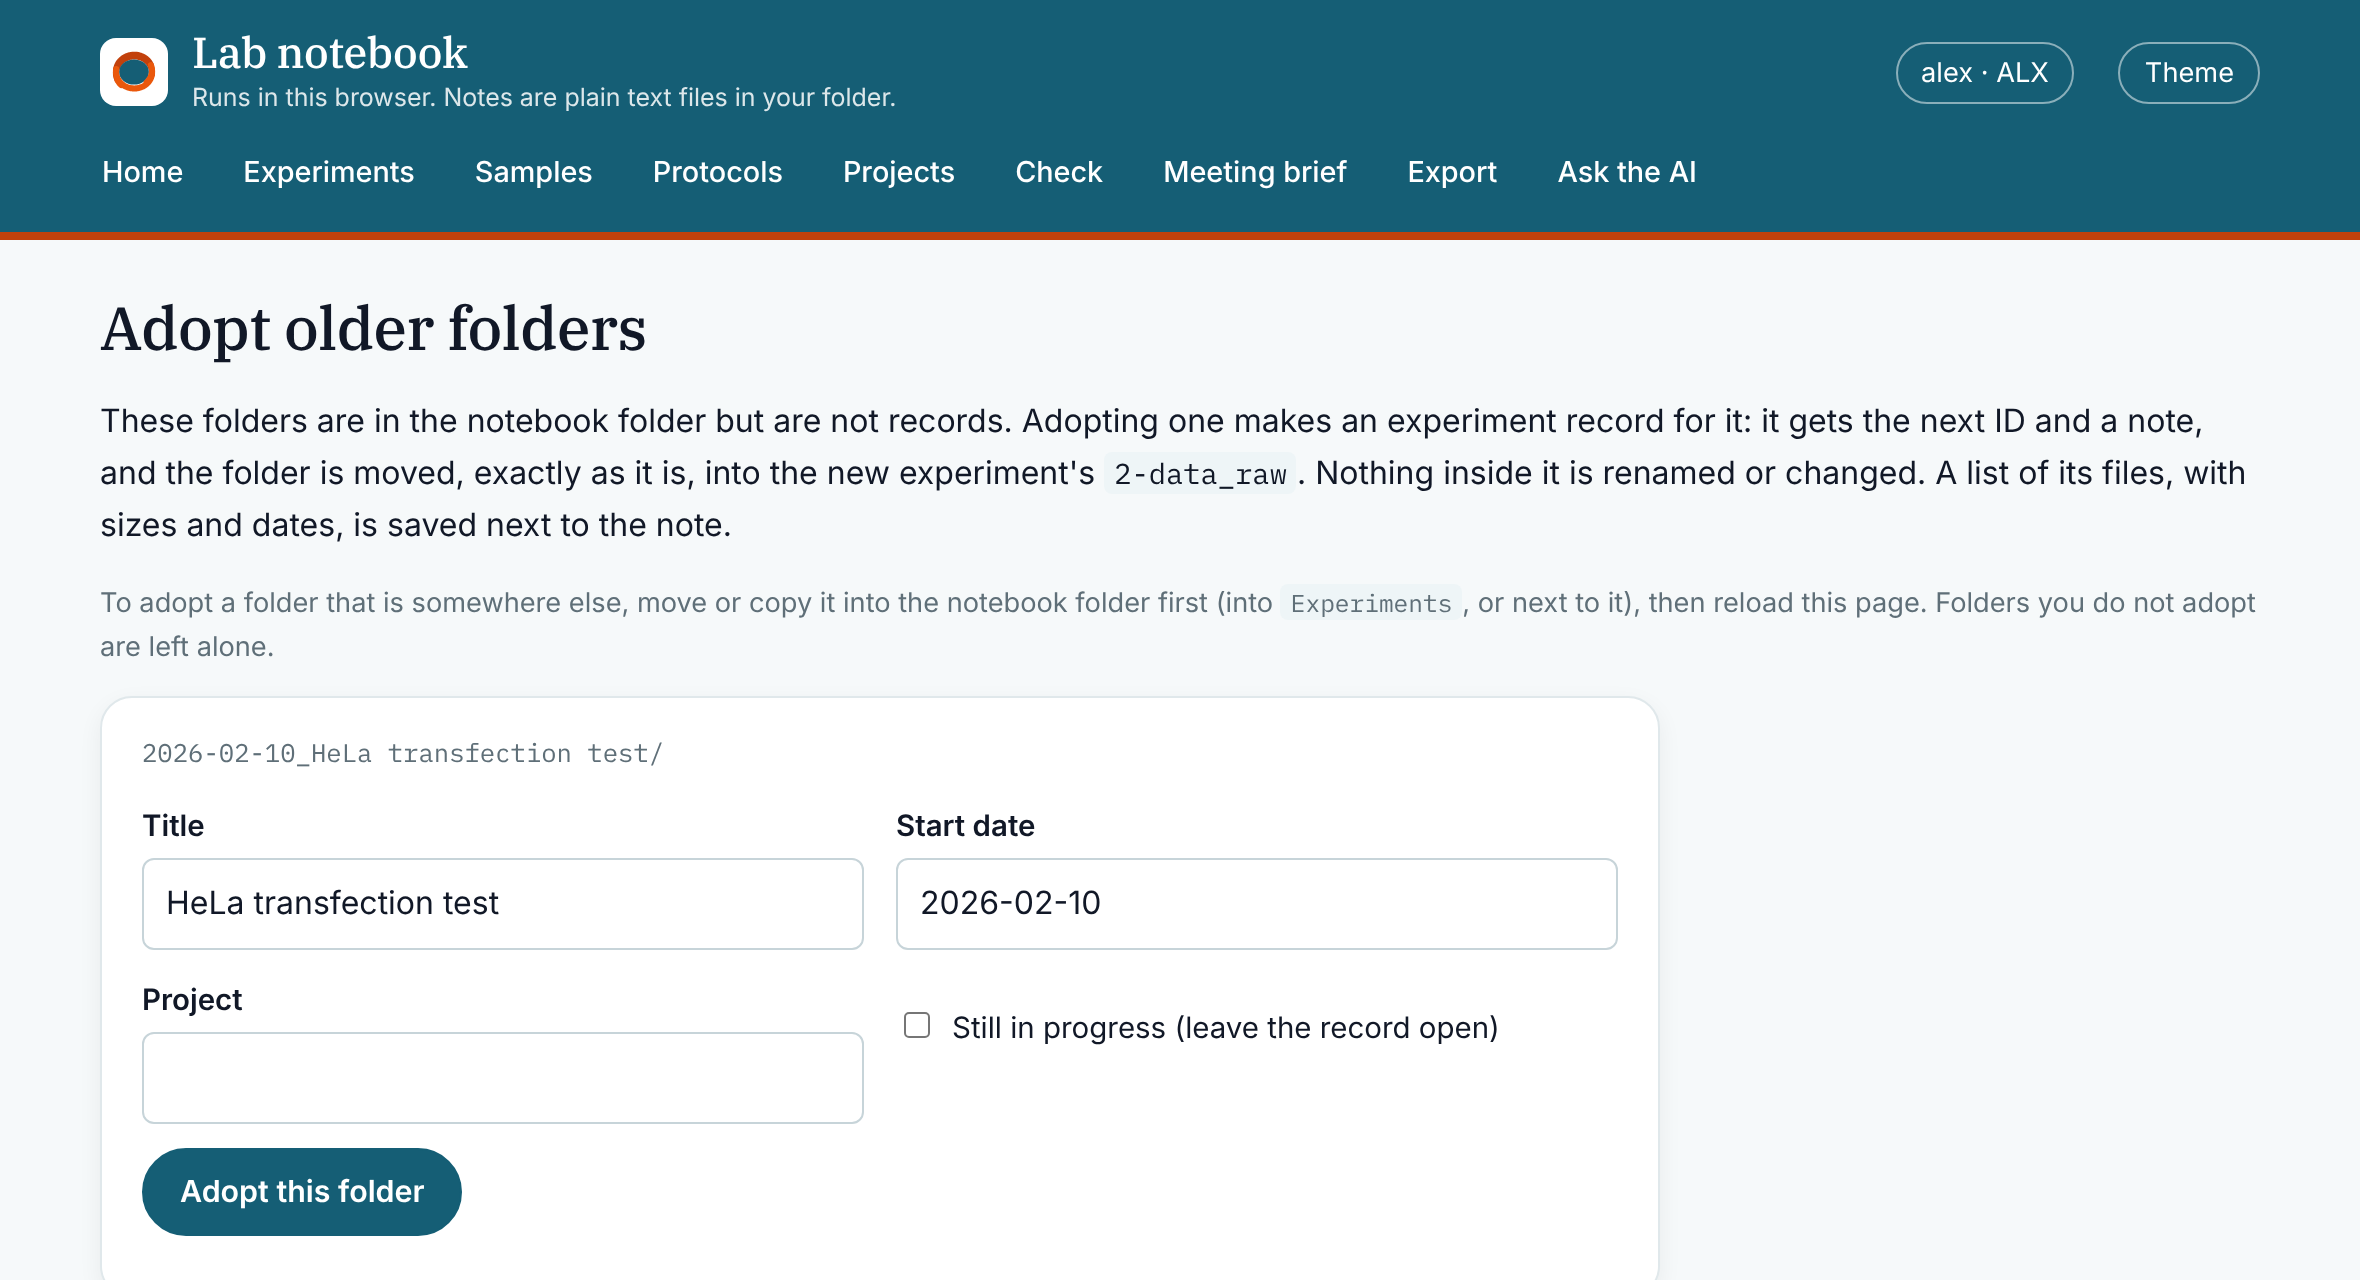 Lab notebook
Runs in this browser. Notes are plain text files in your folder.
alex · ALX
Theme
Home Experiments Samples Protocols Projects Check Meeting brief Export Ask the AI
Adopt older folders
These folders are in the notebook folder but are not records. Adopting one makes an experiment record for it: it gets the next ID and a note,
and the folder is moved, exactly as it is, into the new experiment's 2-data_raw. Nothing inside it is renamed or changed. A list of its files, with
sizes and dates, is saved next to the note.
To adopt a folder that is somewhere else, move or copy it into the notebook folder first (into Experiments, or next to it), then reload this page. Folders you do not adopt
are left alone.
2026-02-10_HeLa transfection test/
Title
HeLa transfection test
Start date
2026-02-10
Project
Still in progress (leave the record open)
Adopt this folder